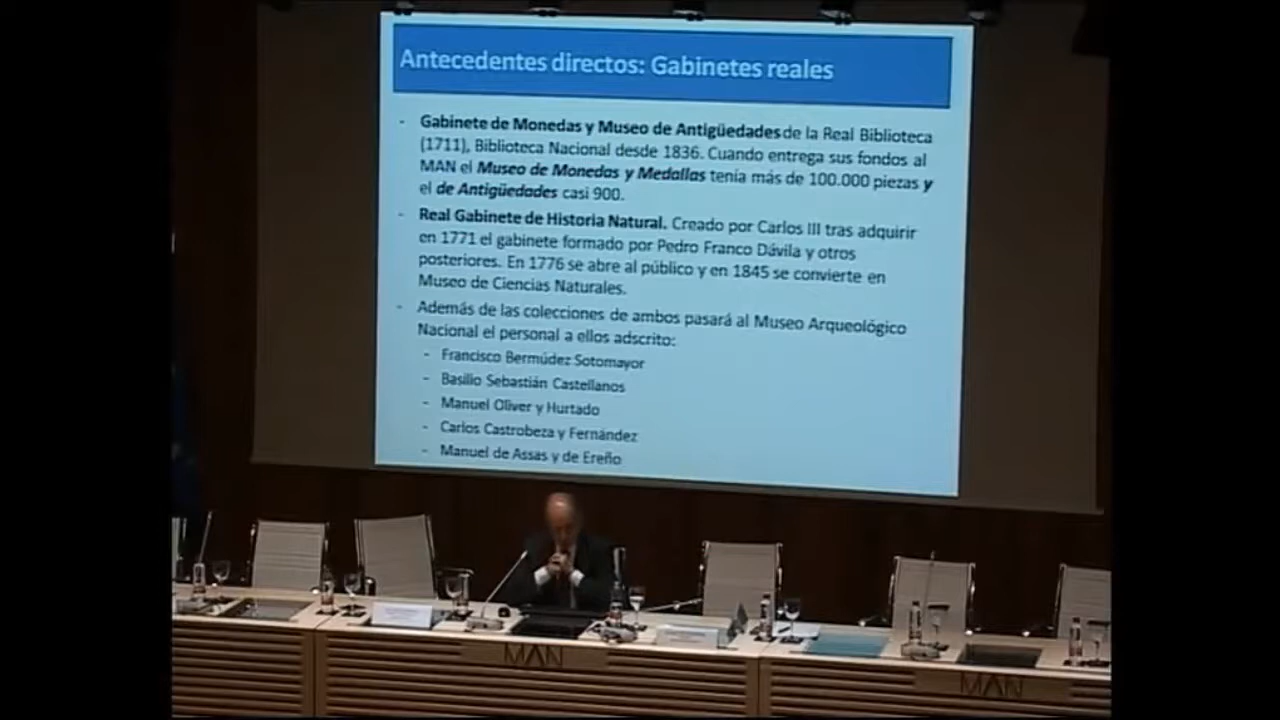 Antecedentes directos: Gabinetes reales
- Gabinete de Monedas y Museo de Antigüedades de la Real Biblioteca
(1711), Biblioteca Nacional desde 1836. Cuando entrega sus fondos al
MAN el Museo de Monedas y Medallas tenía más de 100.000 piezas y
el de Antigüedades casi 900.
- Real Gabinete de Historia Natural. Creado por Carlos III tras adquirir
en 1771 el gabinete formado por Pedro Franco Dávila y otros
posteriores. En 1776 se abre al público y en 1845 se convierte en
Museo de Ciencias Naturales.
- Además de las colecciones de ambos pasará al Museo Arqueológico
Nacional el personal a ellos adscrito:
- Francisco Bermúdez Sotomayor
- Basilio Sebastián Castellanos
- Manuel Oliver y Hurtado
- Carlos Castrobeza y Fernández
- Manuel de Assas y de Ereño
MAN
MAN